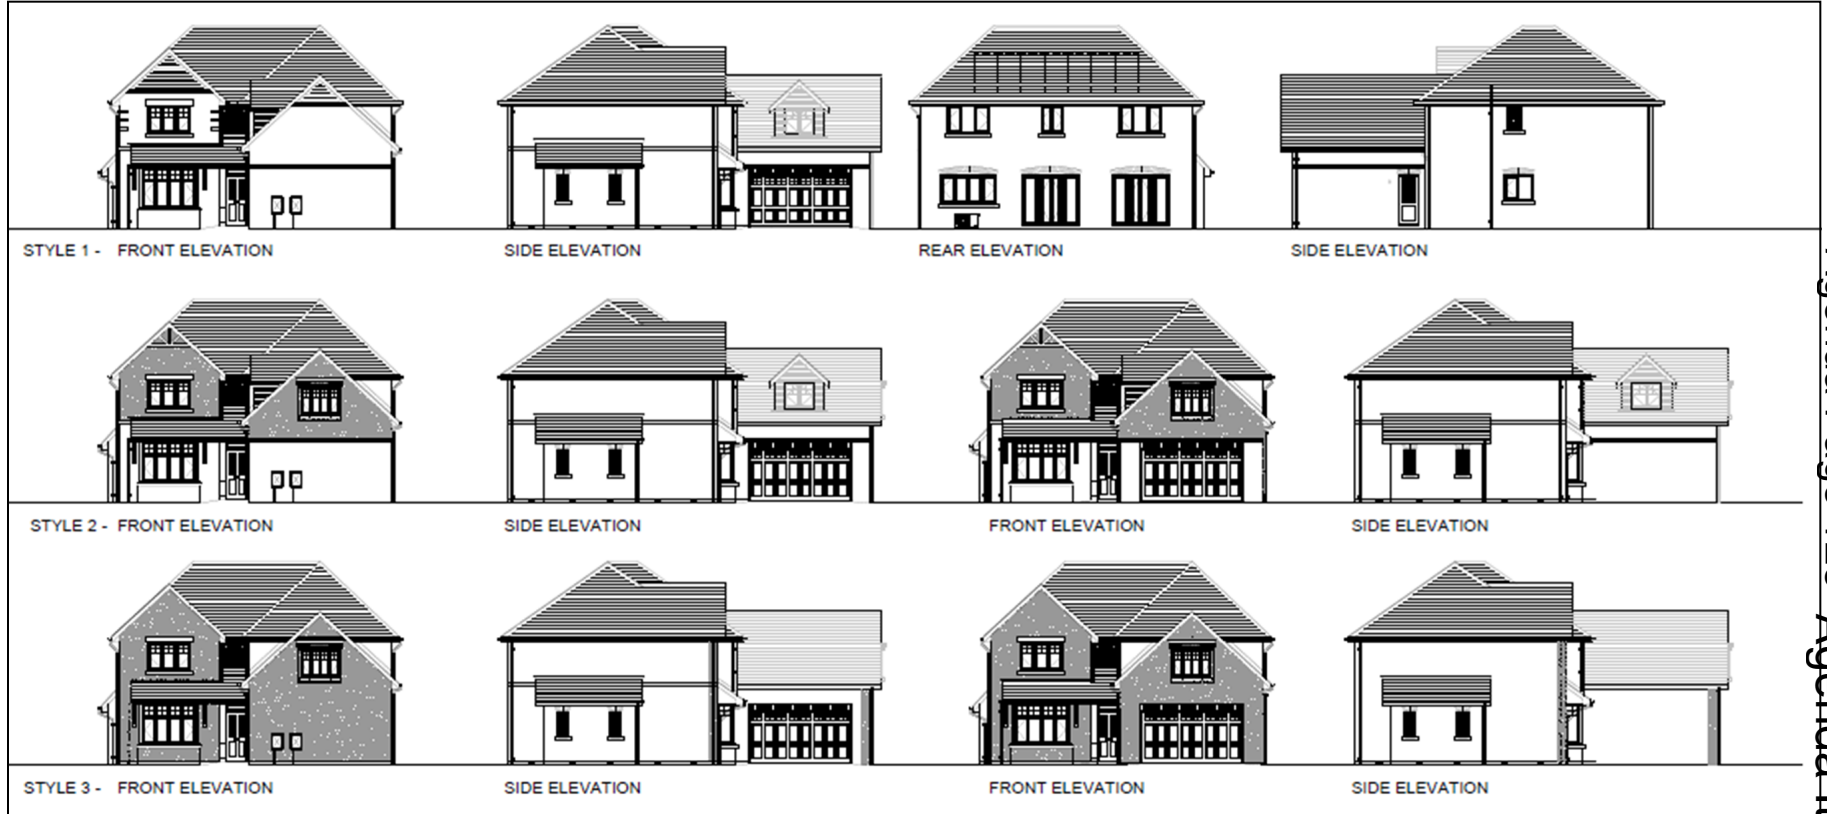 STYLE 1 - FRONT ELEVATION SIDE ELEVATION REAR ELEVATION SIDE ELEVATION
STYLE 2 - FRONT ELEVATION SIDE ELEVATION FRONT ELEVATION SIDE ELEVATION
STYLE 3 - FRONT ELEVATION SIDE ELEVATION FRONT ELEVATION SIDE ELEVATION